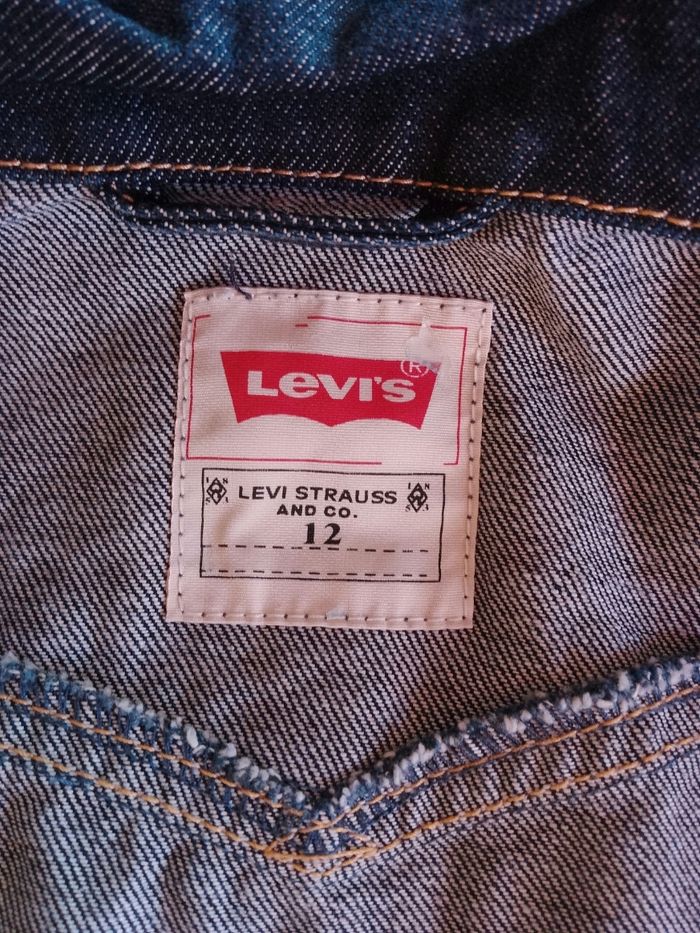 LEVI'S ®
LEVI STRAUSS
AND CO.
12